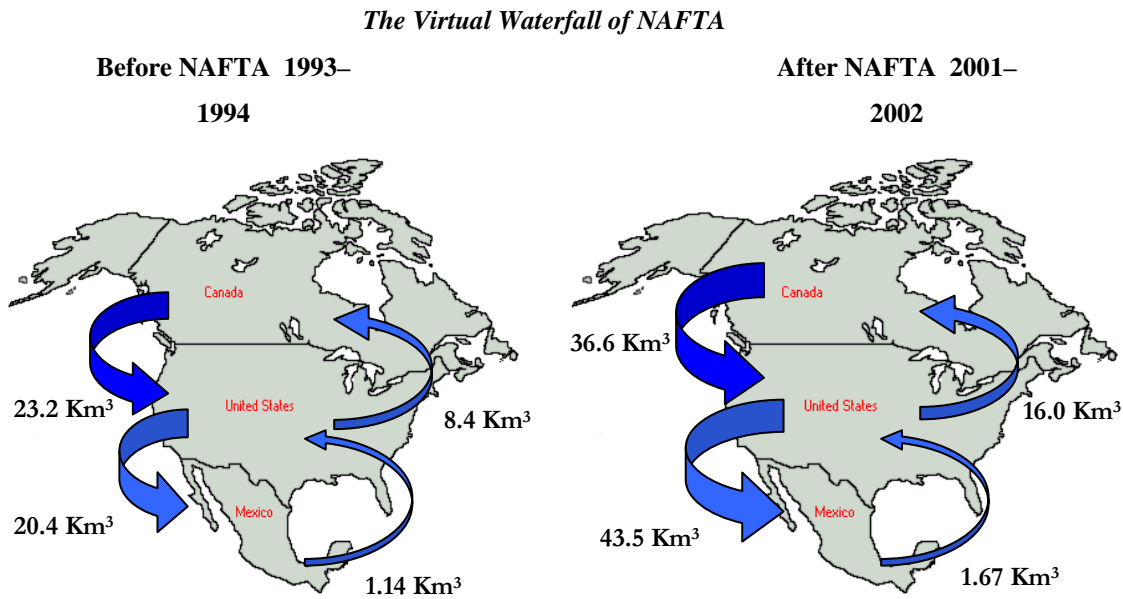 The Virtual Waterfall of NAFTA
Before NAFTA 1993–
1994
Canada
United States
Mexico
23.2 Km³
8.4 Km³
20.4 Km³
1.14 Km³
After NAFTA 2001–
2002
Canada
United States
Mexico
36.6 Km³
16.0 Km³
43.5 Km³
1.67 Km³